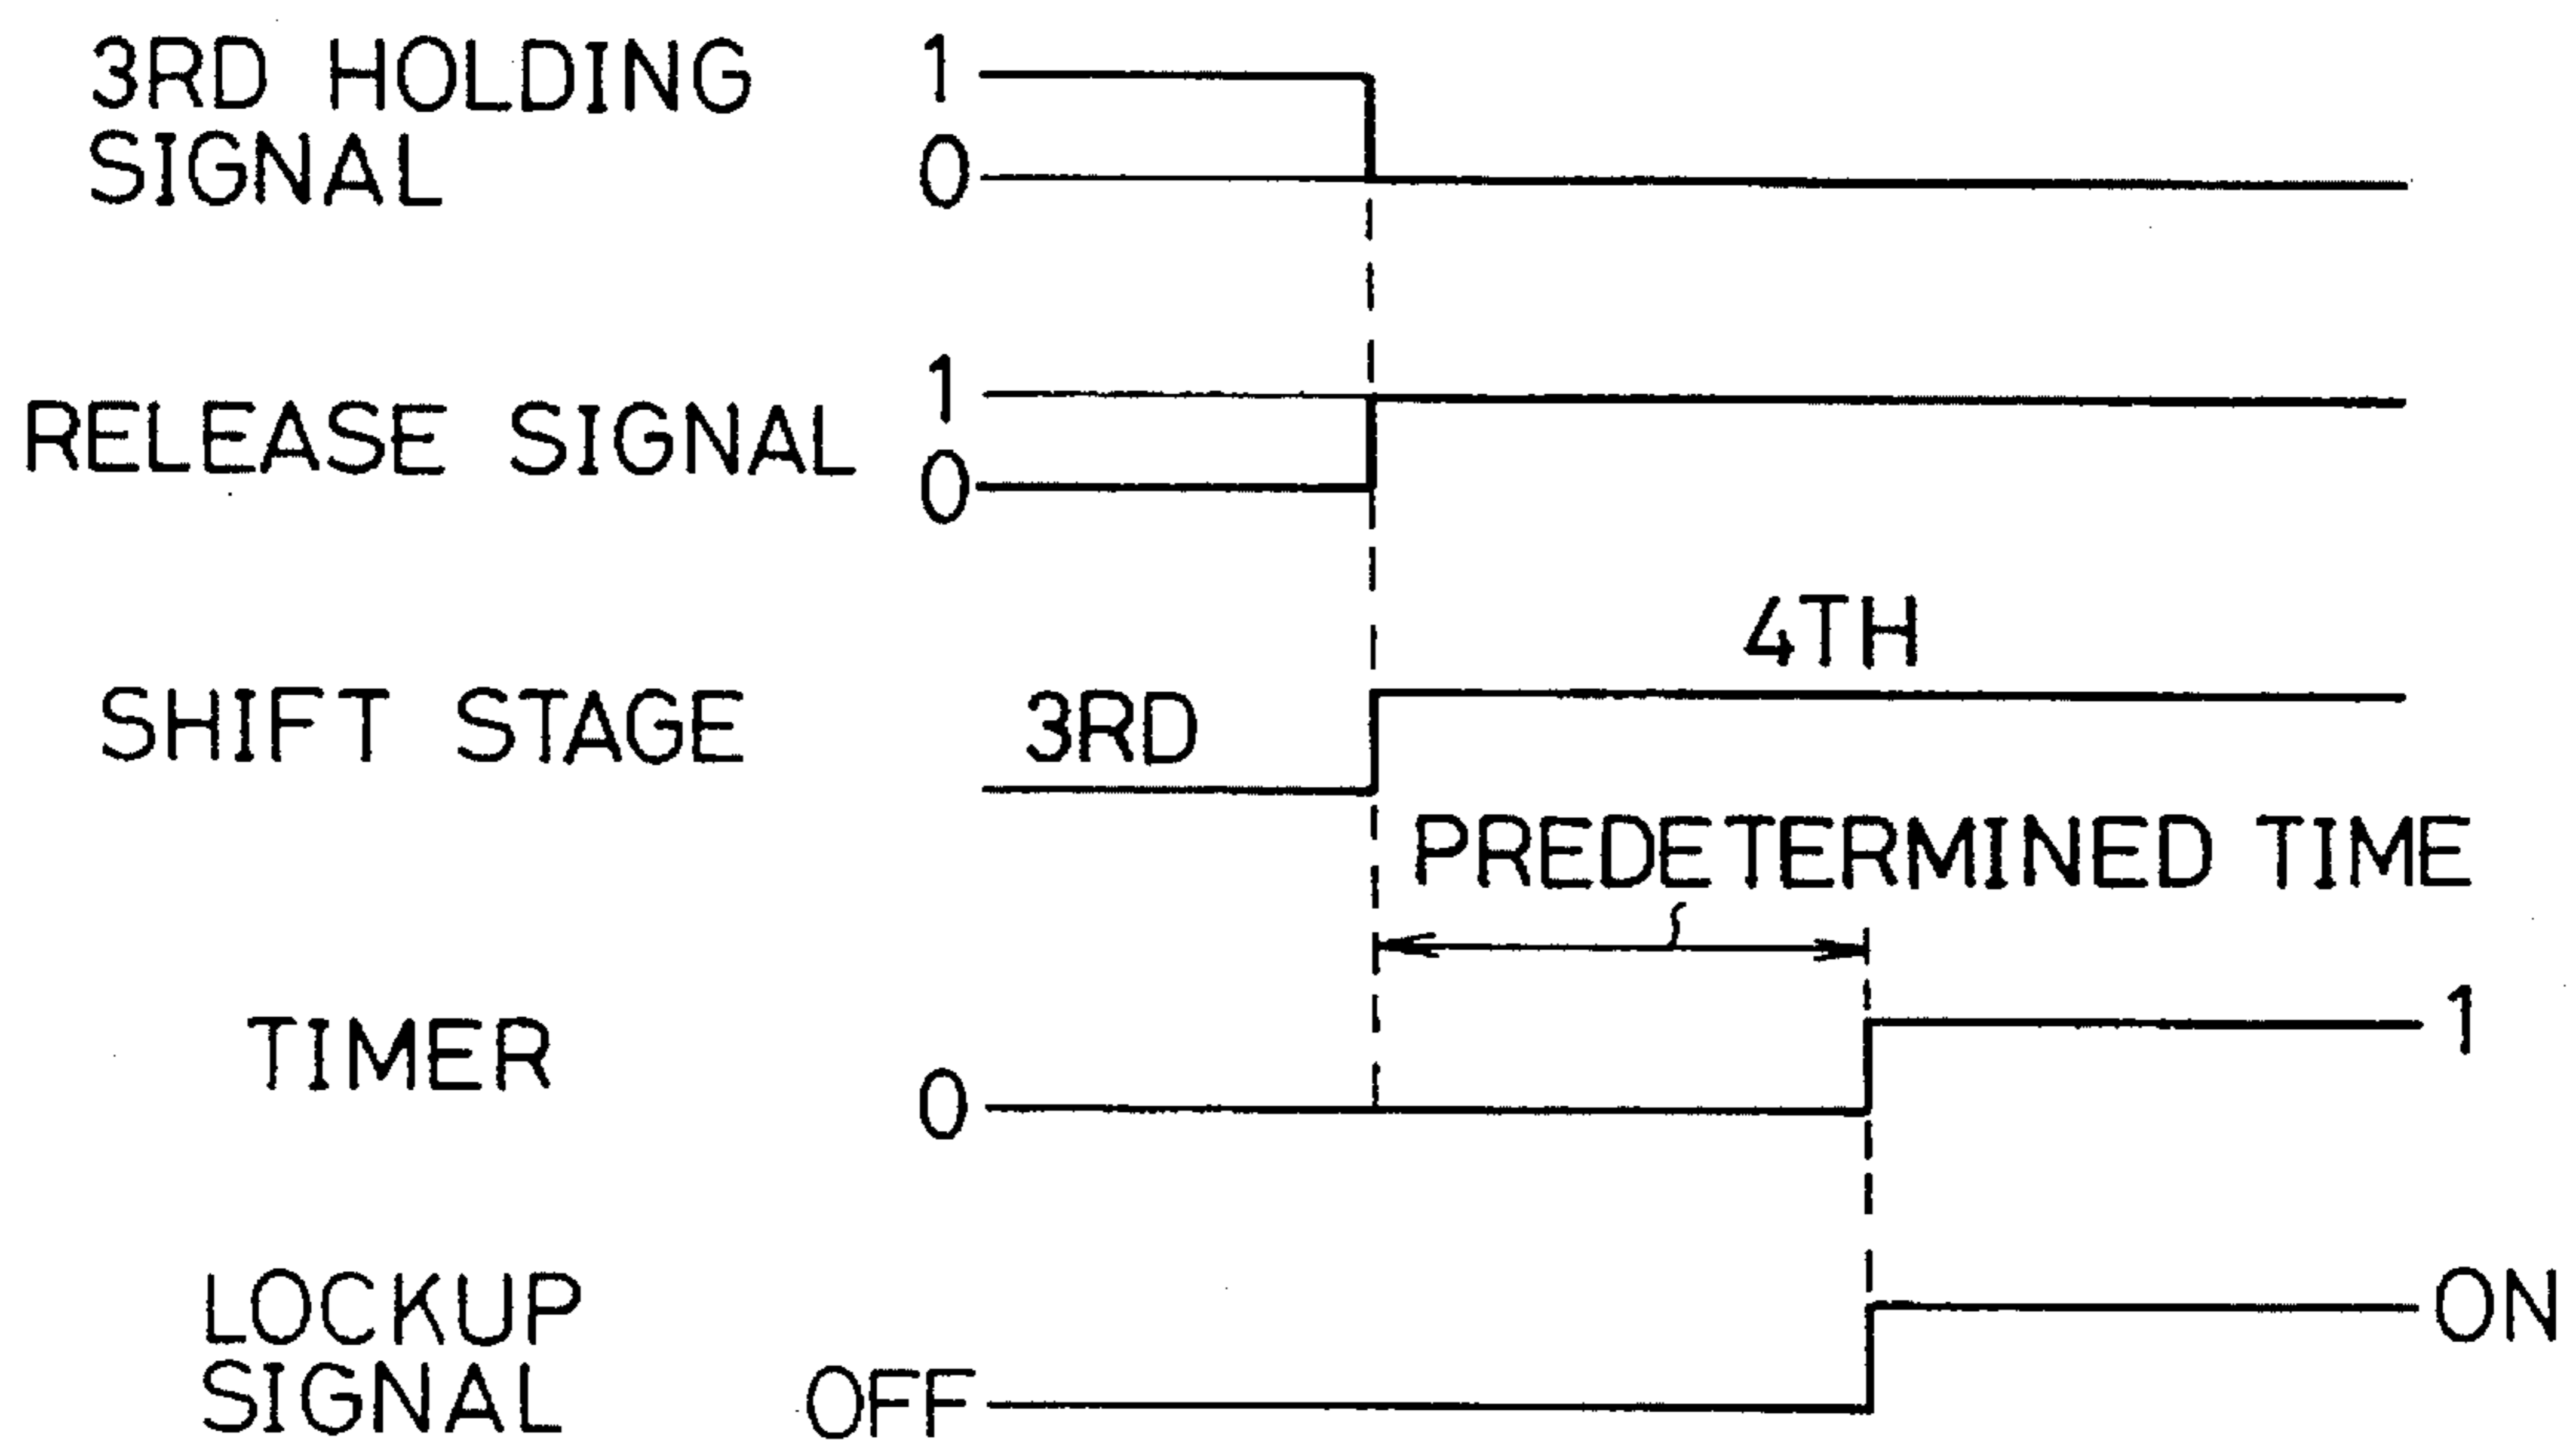 3RD HOLDING
SIGNAL
1
0
RELEASE SIGNAL
1
0
SHIFT STAGE
3RD
4TH
PREDETERMINED TIME
TIMER
0
1
LOCKUP
SIGNAL
OFF
ON